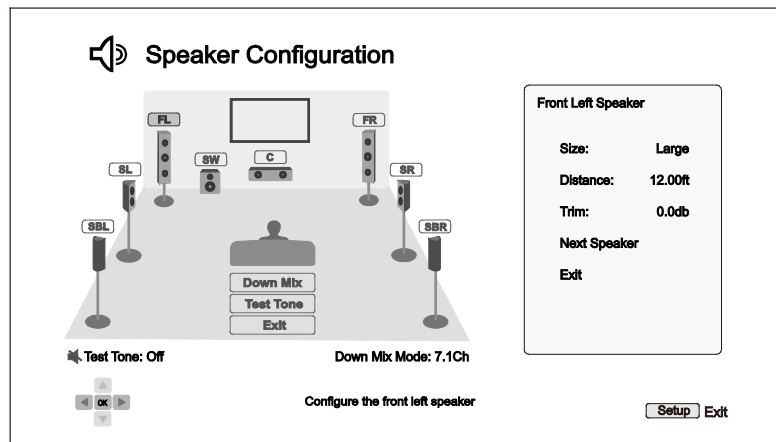 Speaker Configuration
FL
FR
SW
C
SL
SR
SBL
SBR
Down Mix
Test Tone
Exit
Test Tone: Off
Down Mix Mode: 7.1Ch
OK
Configure the front left speaker
Front Left Speaker
Size: Large
Distance: 12.00ft
Trim: 0.0db
Next Speaker
Exit
Setup Exit